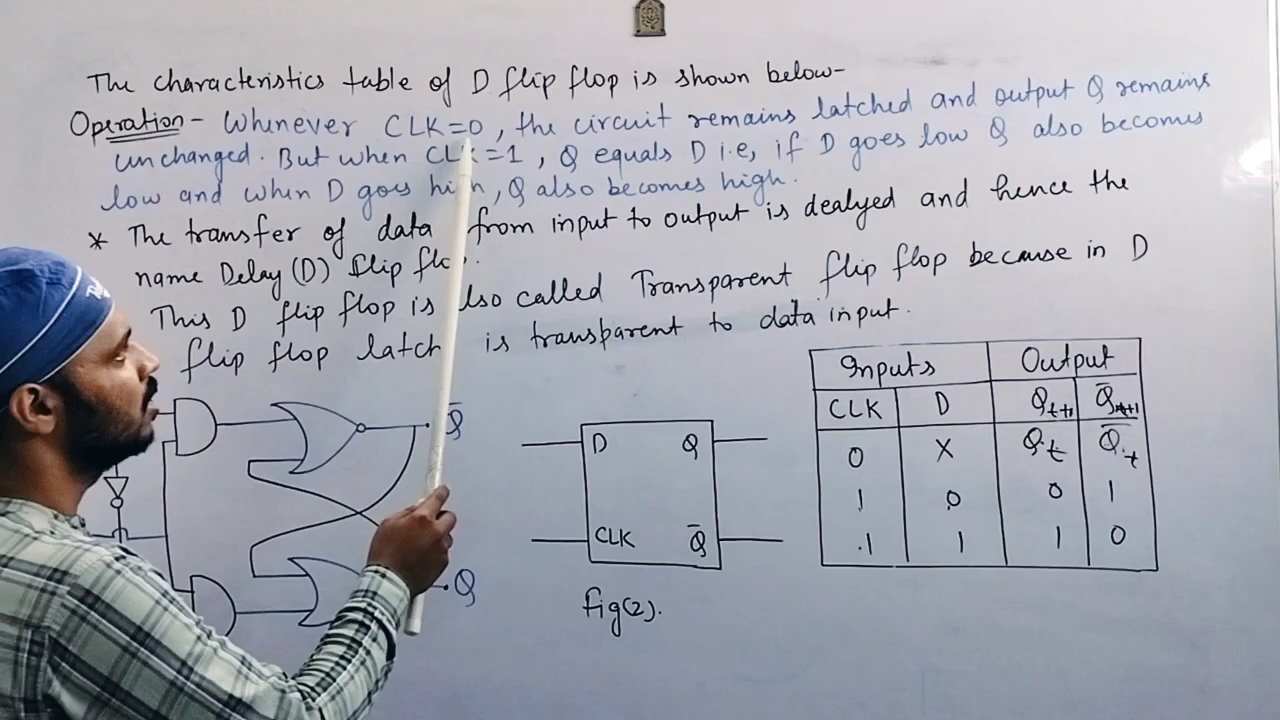 The characteristics table of D flip flop is shown below-
Operation - Whenever CLK=0, the circuit remains latched and output Q remains
unchanged. But when CLK=1, Q equals D i.e, if D goes low Q also becomes
low and when D goes high, Q also becomes high.
* The transfer of data from input to output is dealyed and hence the
name Delay (D) flip flop.
This D flip flop is also called Transparent flip flop because in D
flip flop latch is transparent to data input.
Inputs Output
CLK D Qt+1 Q̅t+1
0 X Qt Q̅t
1 0 0 1
1 1 1 0
Q̅
Q
D Q
CLK Q̅
fig(2).